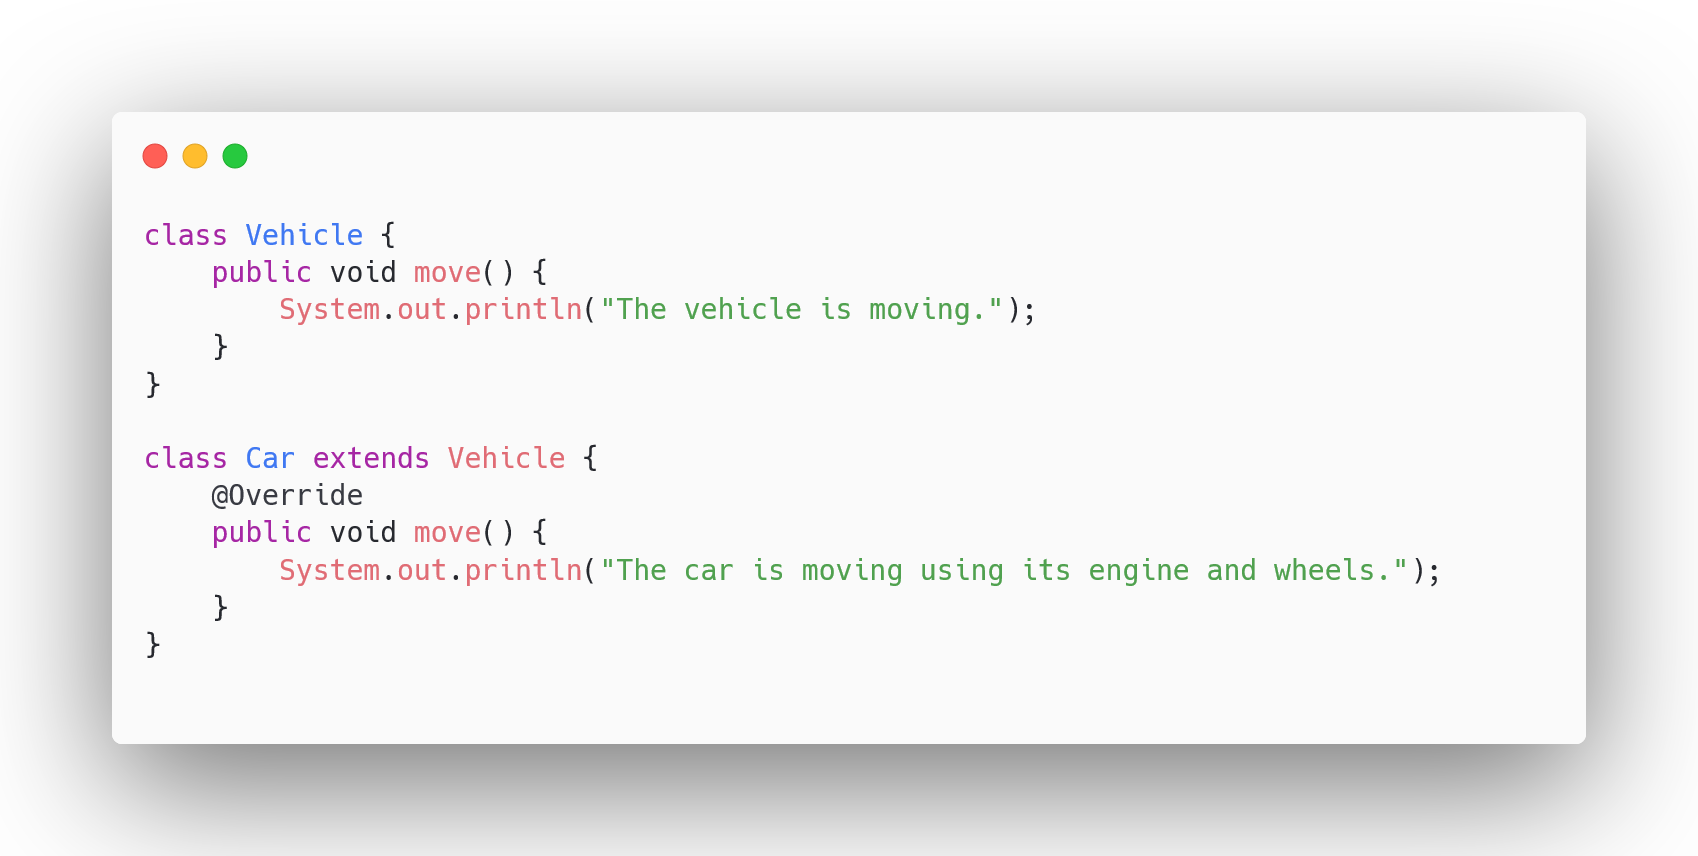 class Vehicle {
    public void move() {
        System.out.println("The vehicle is moving.");
    }
}

class Car extends Vehicle {
    @Override
    public void move() {
        System.out.println("The car is moving using its engine and wheels.");
    }
}